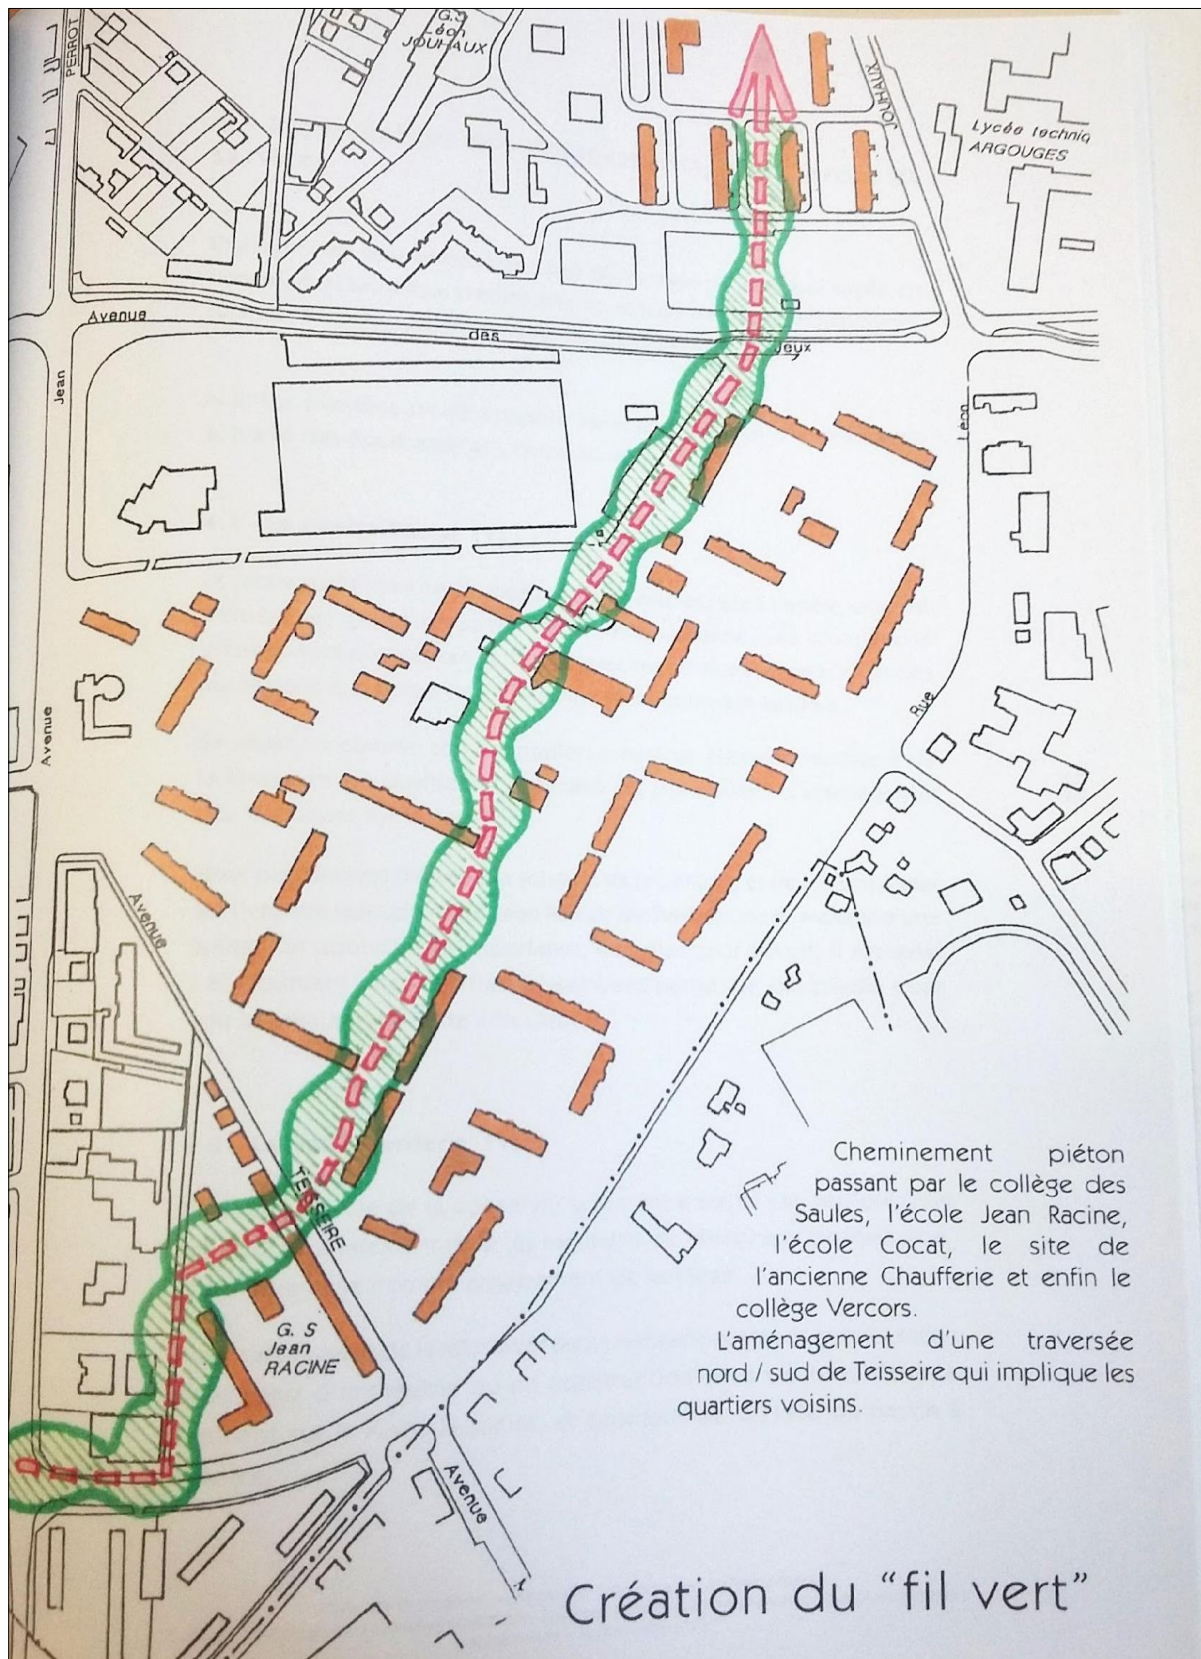 PERROT
G.S
Léon
JOUHAUX
JOUHAUX
Lycée techniq
ARGOUGES
Avenue
des
Jeux
Jean
Léon
Avenue
Rue
Avenue
TEISSEIRE
G. S
Jean
RACINE
Avenue
Cheminement piéton
passant par le collège des
Saules, l'école Jean Racine,
l'école Cocat, le site de
l'ancienne Chaufferie et enfin le
collège Vercors.
L'aménagement d'une traversée
nord / sud de Teisseire qui implique les
quartiers voisins.
Création du "fil vert"